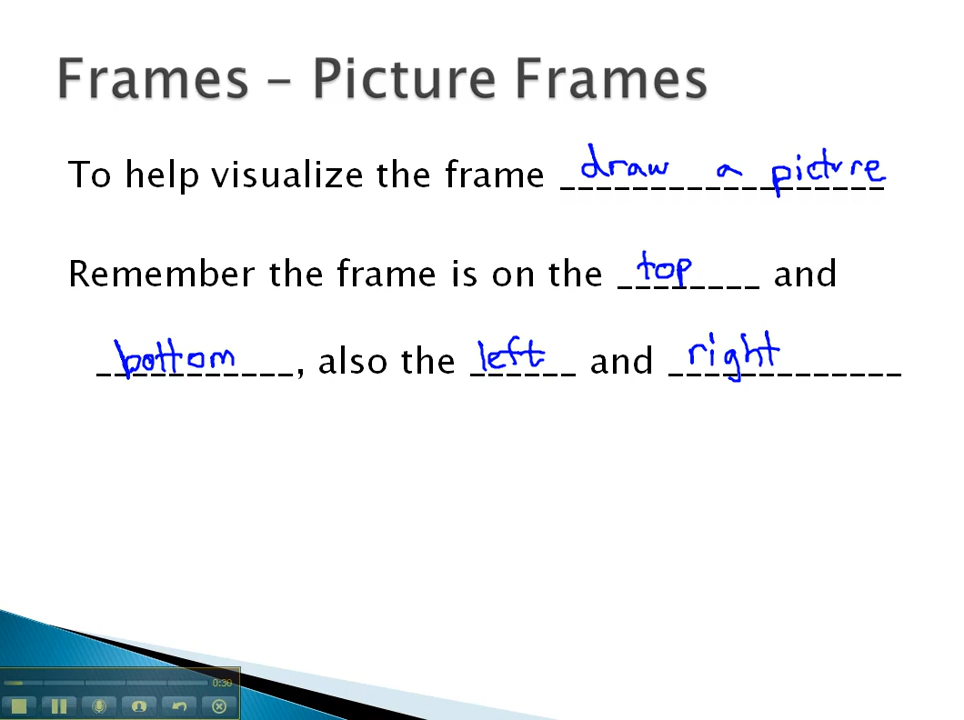 Frames – Picture Frames
To help visualize the frame draw a picture
Remember the frame is on the top and
bottom, also the left and right
0:30